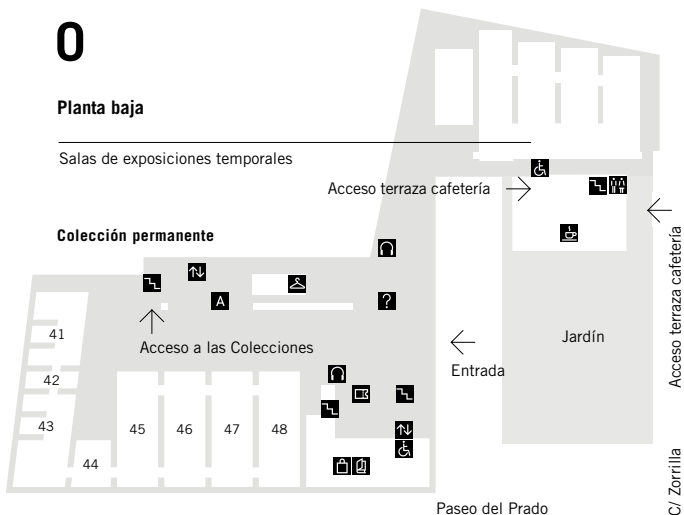 0
Planta baja
Salas de exposiciones temporales
Acceso terraza cafetería
Colección permanente
A
?
Acceso terraza cafetería
41
Acceso a las Colecciones
Jardín
Entrada
42
43
45
46
47
48
44
C/ Zorrilla
Paseo del Prado